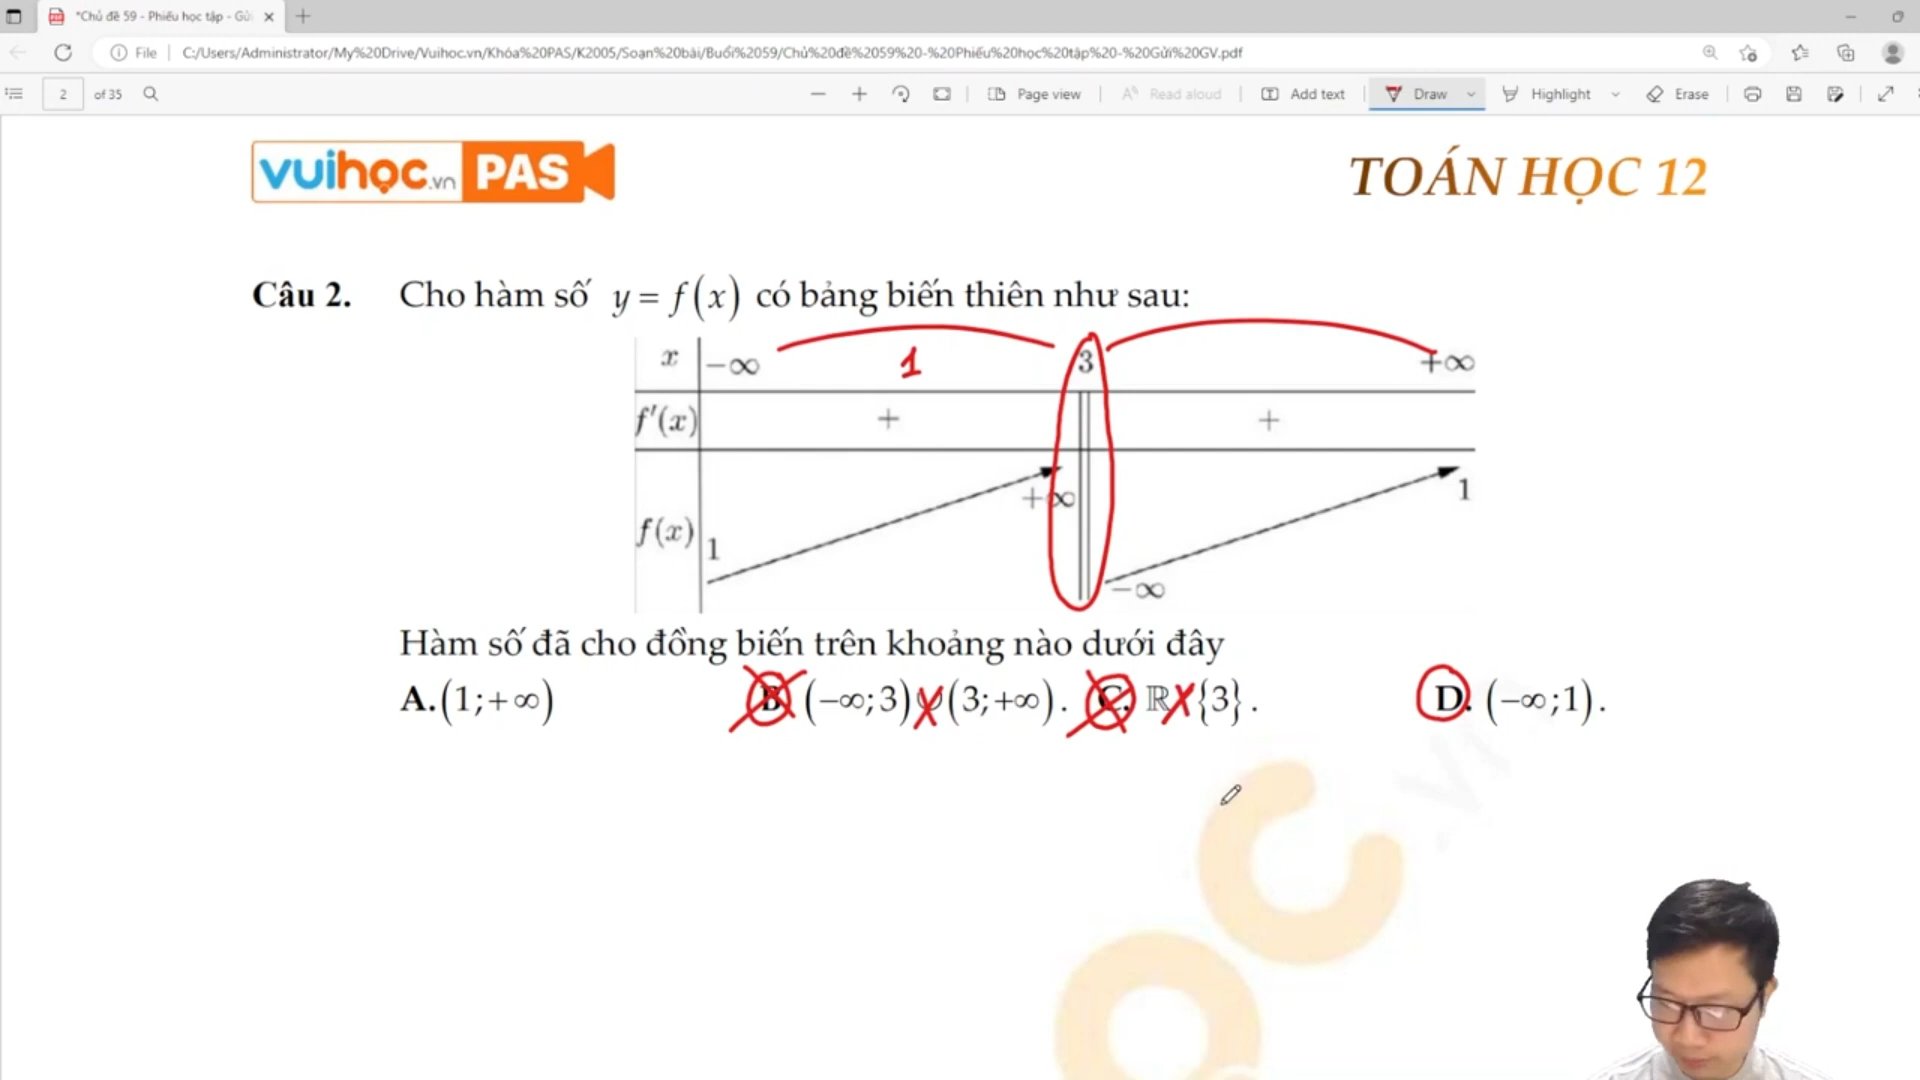 *Chủ đề 59 - Phiếu học tập - Gửi
File C:/Users/Administrator/My%20Drive/Vuihoc.vn/Khóa%20PAS/K2005/Soạn%20bài/Buổi%2059/Chủ%20đề%2059%20-%20Phiếu%20học%20tập%20-%20Gửi%20GV.pdf
2 of 35 Page view Read aloud Add text Draw Highlight Erase
vuihọc.vn PAS TOÁN HỌC 12
Câu 2. Cho hàm số y = f(x) có bảng biến thiên như sau:
x −∞ 1 3 +∞
f'(x) + +
f(x) 1 +∞ −∞ 1
Hàm số đã cho đồng biến trên khoảng nào dưới đây
A. (1;+∞) B. (−∞;3)∪(3;+∞). C. ℝ\{3}. D. (−∞;1).